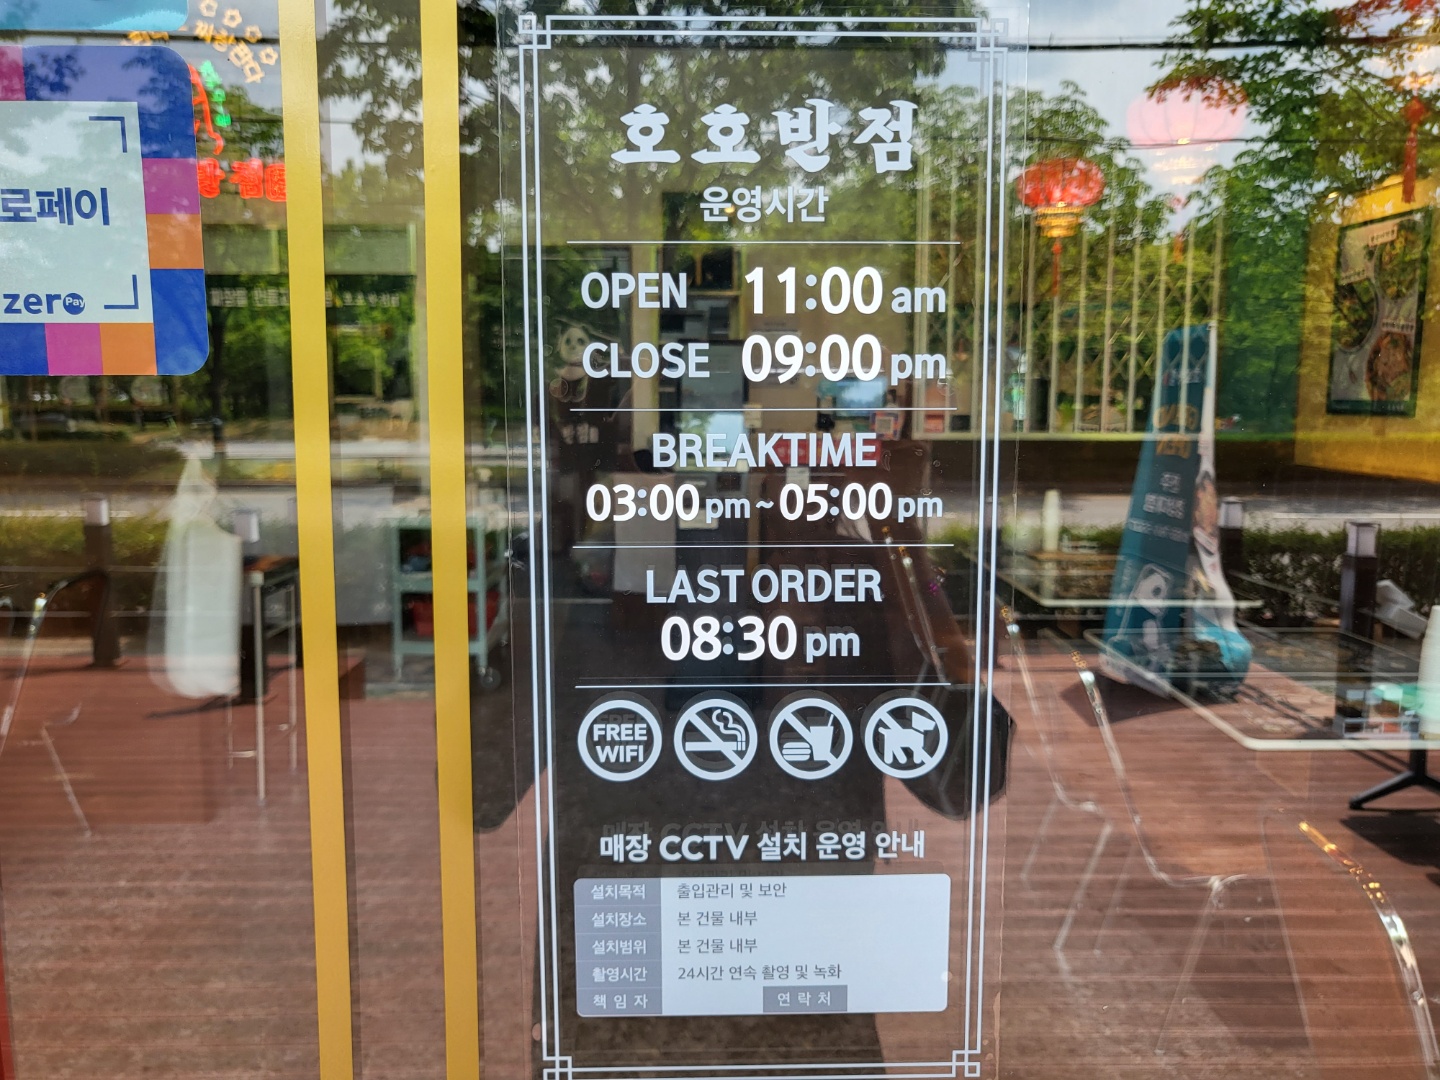 로페이
zero Pay
호호반점
운영시간
OPEN 11:00 am
CLOSE 09:00 pm
BREAKTIME
03:00 pm ~ 05:00 pm
LAST ORDER
08:30 pm
FREE
WIFI
매장 CCTV 설치 운영 안내
설치목적 출입관리 및 보안
설치장소 본 건물 내부
설치범위 본 건물 내부
촬영시간 24시간 연속 촬영 및 녹화
책 임 자 연 락 처